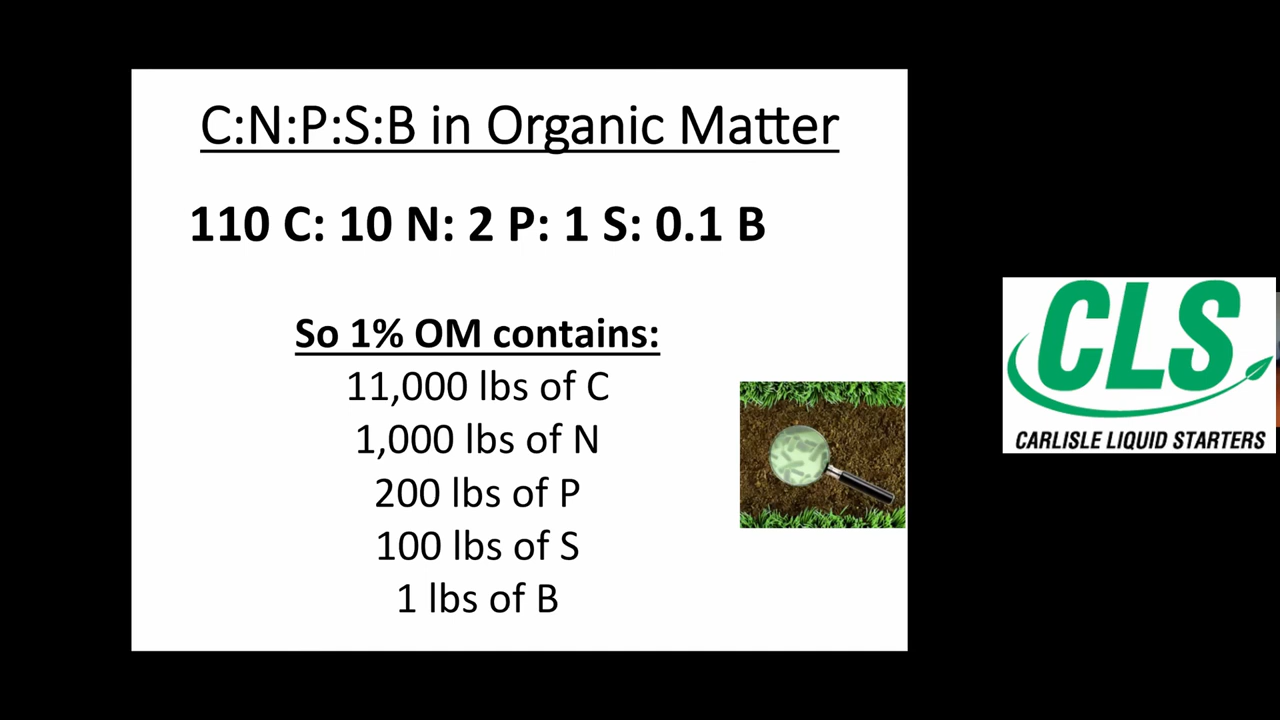 C:N:P:S:B in Organic Matter
110 C: 10 N: 2 P: 1 S: 0.1 B
So 1% OM contains:
11,000 lbs of C
1,000 lbs of N
200 lbs of P
100 lbs of S
1 lbs of B
CLS
CARLISLE LIQUID STARTERS